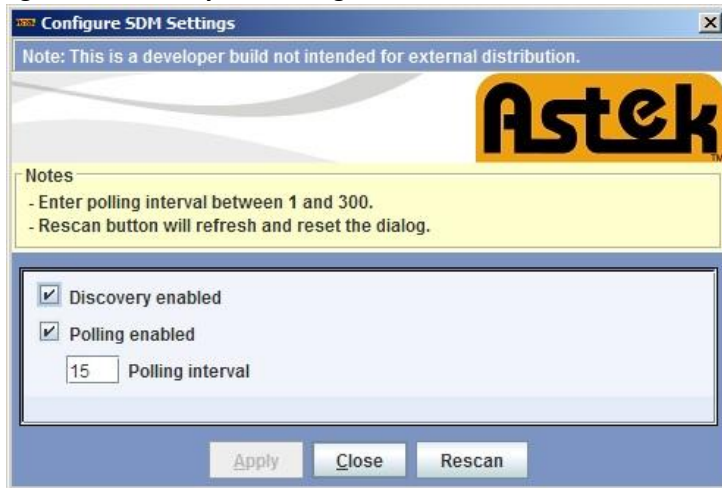 Configure SDM Settings
Note: This is a developer build not intended for external distribution.
Astek
TM
Notes
- Enter polling interval between 1 and 300.
- Rescan button will refresh and reset the dialog.
Discovery enabled
Polling enabled
15 Polling interval
Apply Close Rescan